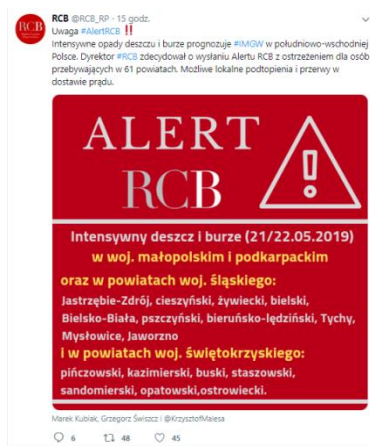 RCB
RCB @RCB_RP · 15 godz.
Uwaga #AlertRCB ‼
Intensywne opady deszczu i burze prognozuje #IMGW w południowo-wschodniej
Polsce. Dyrektor #RCB zdecydował o wysłaniu Alertu RCB z ostrzeżeniem dla osób
przebywających w 61 powiatach. Możliwe lokalne podtopienia i przerwy w
dostawie prądu.
ALERT
RCB
Intensywny deszcz i burze (21/22.05.2019)
w woj. małopolskim i podkarpackim
oraz w powiatach woj. śląskiego:
Jastrzębie-Zdrój, cieszyński, żywiecki, bielski,
Bielsko-Biała, pszczyński, bieruńsko-lędziński, Tychy,
Mysłowice, Jaworzno
i w powiatach woj. świętokrzyskiego:
pińczowski, kazimierski, buski, staszowski,
sandomierski, opatowski,ostrowiecki.
Marek Kubiak, Grzegorz Świszcz i @KrzysztofMalesa
6 48 45